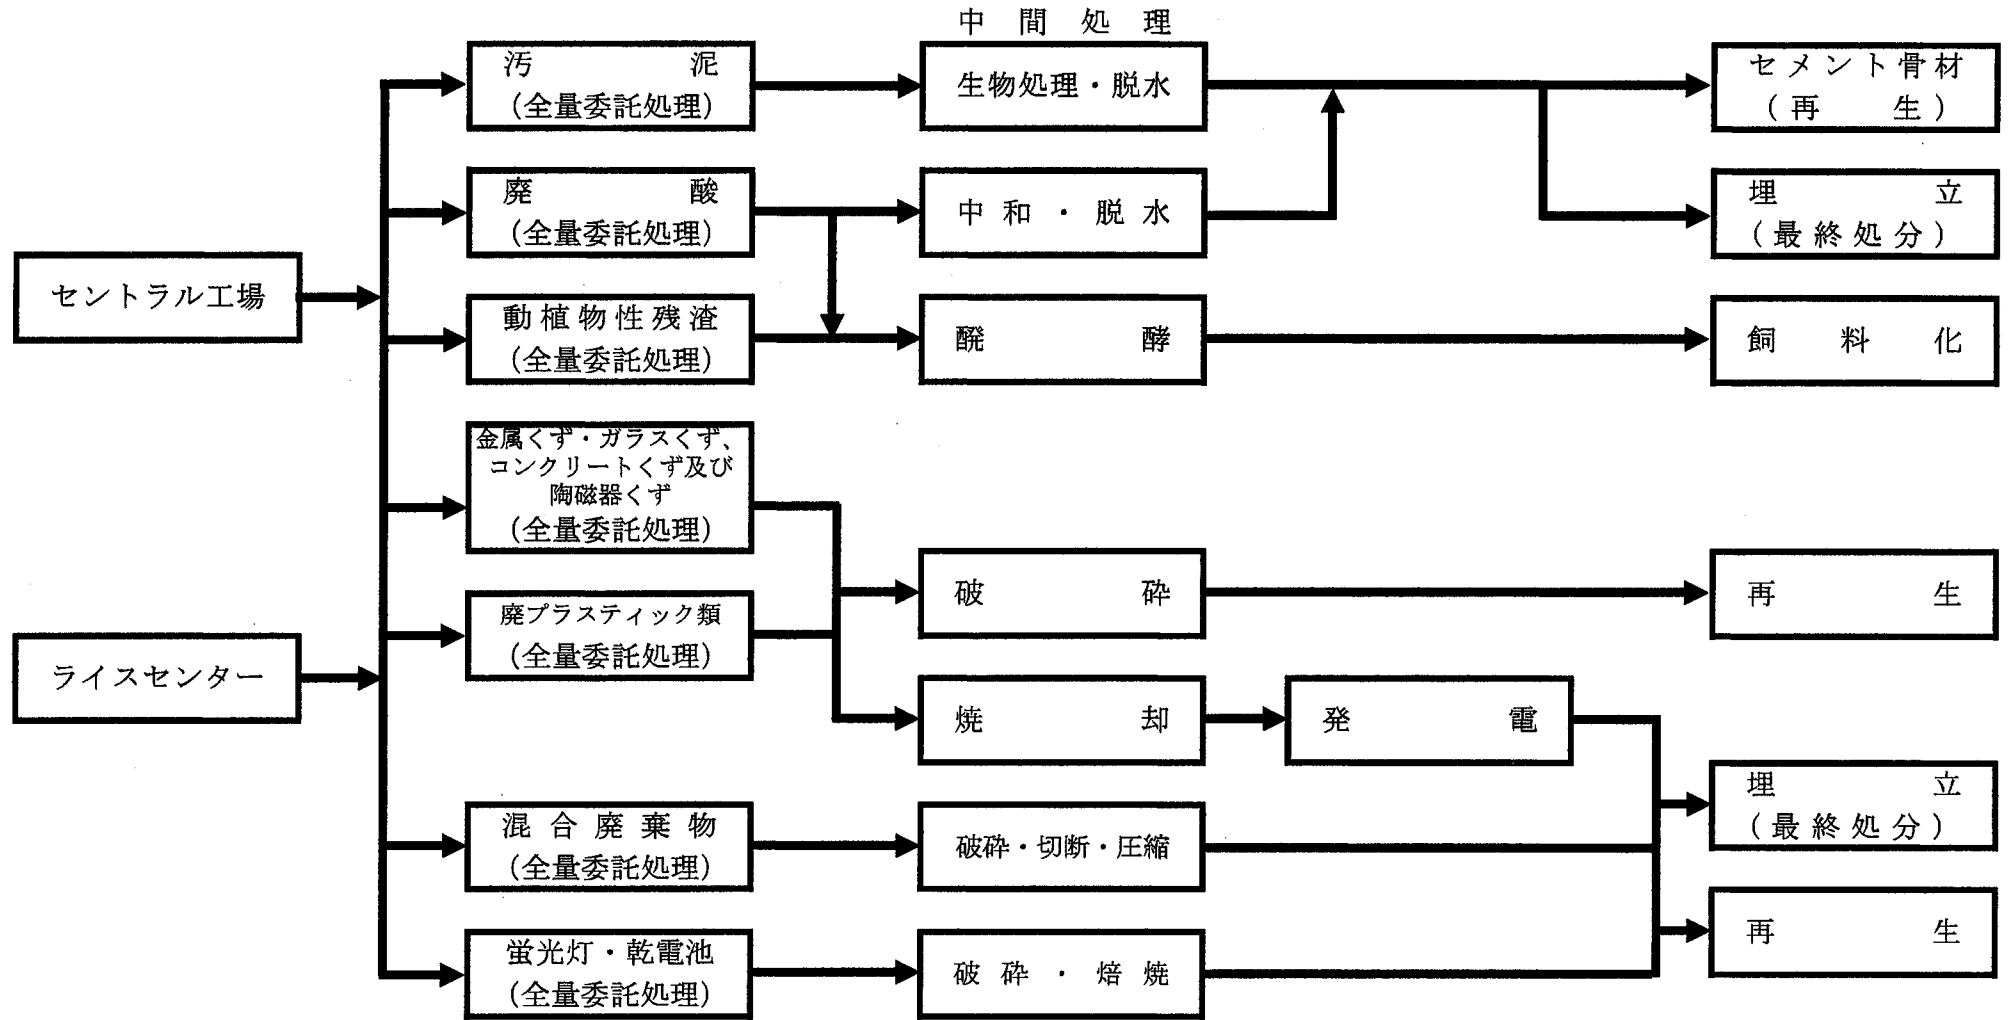 中間処理
汚泥
(全量委託処理)
生物処理・脱水
セメント骨材
(再生)
廃酸
(全量委託処理)
中和・脱水
埋立
(最終処分)
セントラル工場
動植物性残渣
(全量委託処理)
醗酵
飼料化
金属くず・ガラスくず、
コンクリートくず及び
陶磁器くず
(全量委託処理)
破砕
再生
廃プラスティック類
(全量委託処理)
ライスセンター
焼却
発電
埋立
(最終処分)
混合廃棄物
(全量委託処理)
破砕・切断・圧縮
再生
蛍光灯・乾電池
(全量委託処理)
破砕・焙焼